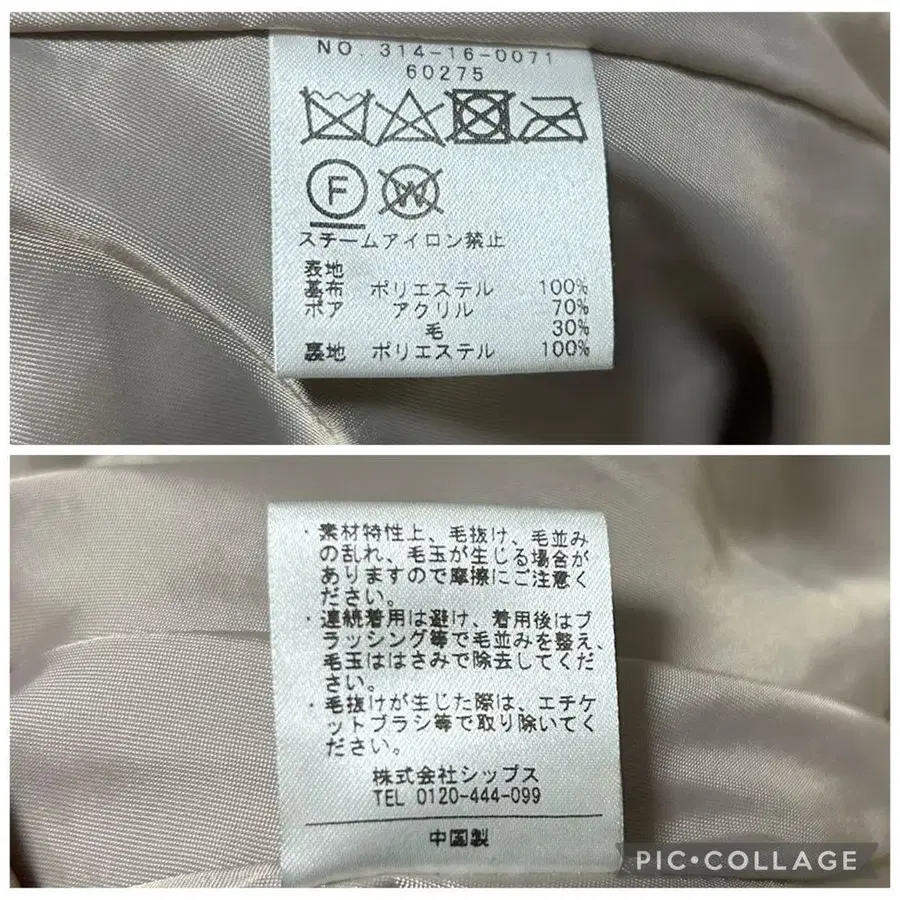 NO. 314-16-0071
60275
F
W
スチームアイロン禁止
表地
基布 ポリエステル 100%
ボア アクリル 70%
毛 30%
裏地 ポリエステル 100%
・素材特性上、毛抜け、毛並み
の乱れ、毛玉が生じる場合が
ありますので摩擦にご注意く
ださい。
・連続着用は避け、着用後はブ
ラッシング等で毛並みを整え、
毛玉ははさみで除去してくだ
さい。
・毛抜けが生じた際は、エチケ
ットブラシ等で取り除いてく
ださい。
株式会社シップス
TEL 0120-444-099
中国製
PIC•COLLAGE